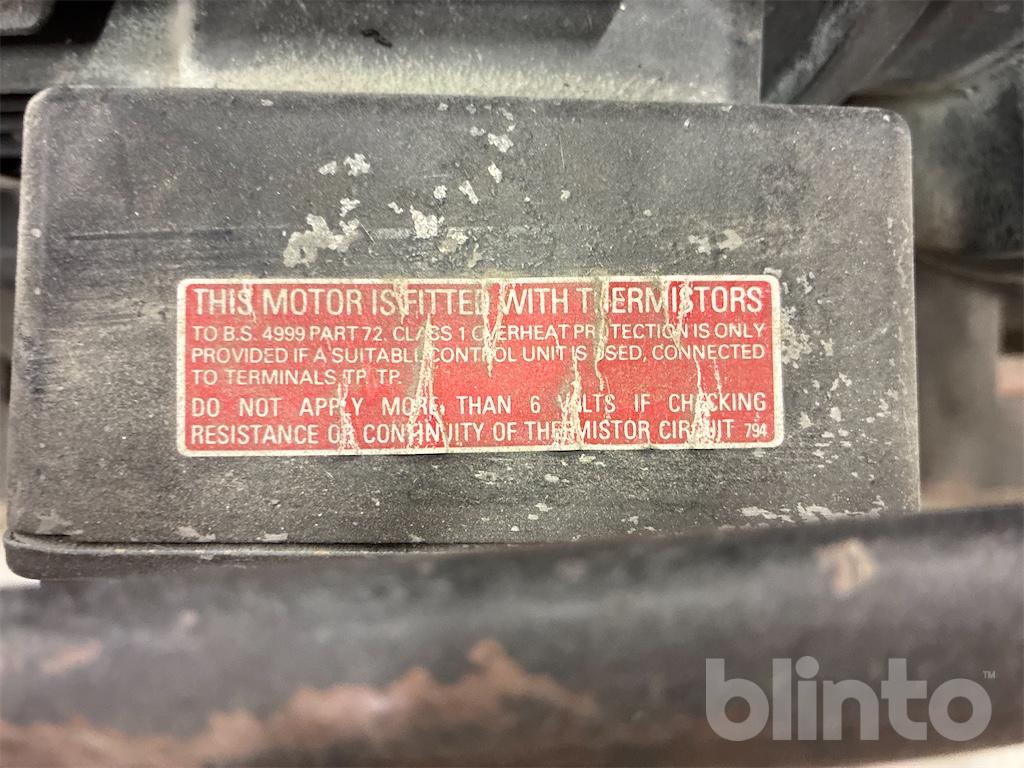 THIS MOTOR IS FITTED WITH THERMISTORS
TO B.S. 4999 PART 72. CLASS 1 OVERHEAT PROTECTION IS ONLY
PROVIDED IF A SUITABLE CONTROL UNIT IS USED, CONNECTED
TO TERMINALS, TP. TP.
DO NOT APPLY MORE THAN 6 VOLTS IF CHECKING
RESISTANCE OR CONTINUITY OF THERMISTOR CIRCUIT 794
blinto™